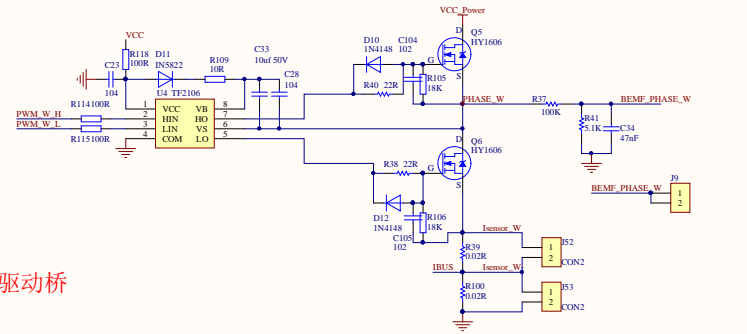 VCC_Power
VCC
R118
100R
D11
IN5822
R109
10R
C33
10uf 50V
C28
104
C23
104
U4 TF2106
1 VCC VB 8
2 HIN HO 7
3 LIN VS 6
4 COM LO 5
R114100R
PWM_W_H
PWM_W_L
R115100R
D10
1N4148
C104
102
R40 22R
R105
18K
D
G
S
Q5
HY1606
PHASE_W
R37
100K
BEMF_PHASE_W
R41
5.1K
C34
47nF
Q6
HY1606
D
G
S
R38 22R
D12
1N4148
C105
102
R106
18K
BEMF_PHASE_W
J9
1
2
Isensor_W
R39
0.02R
IBUS
Isensor_W
R100
0.02R
J52
1
2
CON2
J53
1
2
CON2
驱动桥